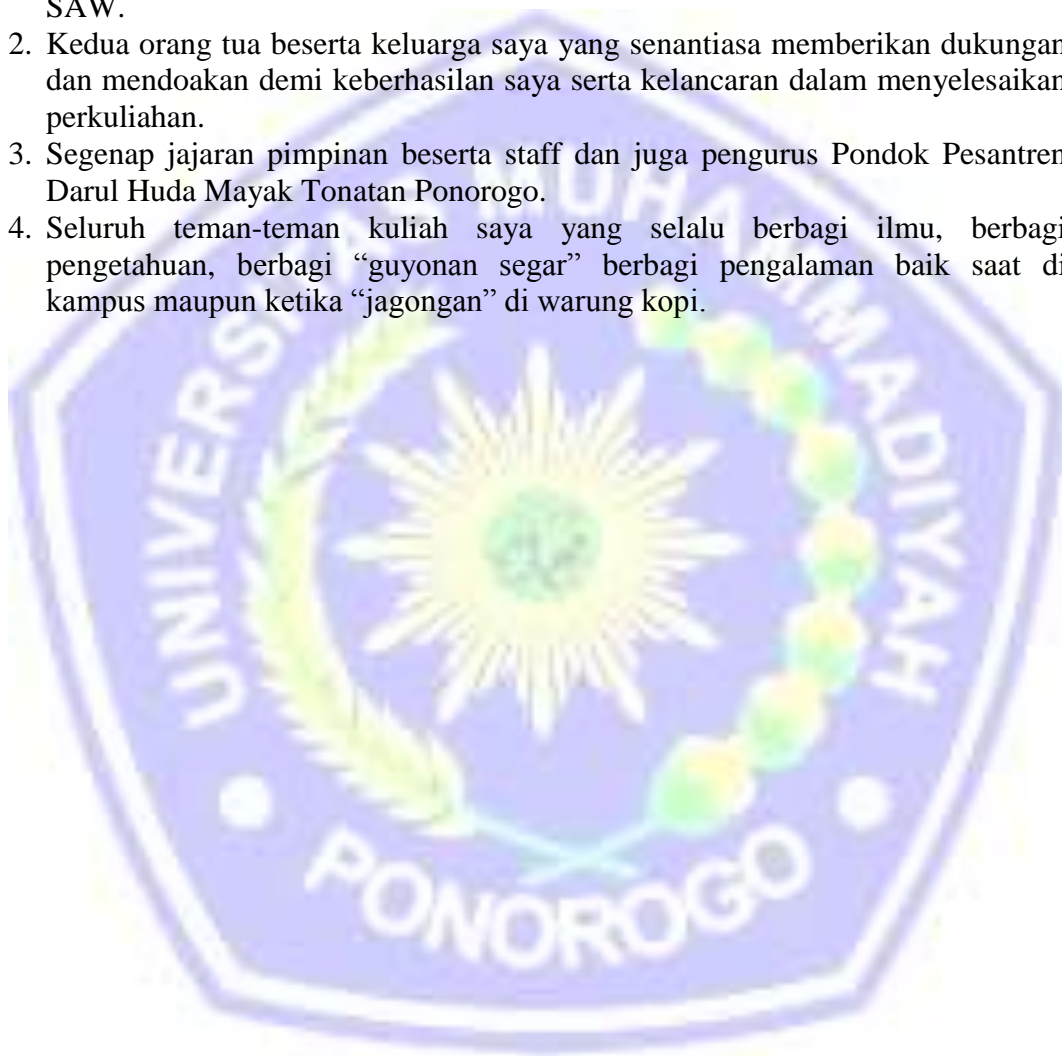 SAW.
2. Kedua orang tua beserta keluarga saya yang senantiasa memberikan dukungan
dan mendoakan demi keberhasilan saya serta kelancaran dalam menyelesaikan
perkuliahan.
3. Segenap jajaran pimpinan beserta staff dan juga pengurus Pondok Pesantren
Darul Huda Mayak Tonatan Ponorogo.
4. Seluruh teman-teman kuliah saya yang selalu berbagi ilmu, berbagi
pengetahuan, berbagi “guyonan segar” berbagi pengalaman baik saat di
kampus maupun ketika “jagongan” di warung kopi.
UNIVERSITAS MUHAMMADIYAH
PONOROGO